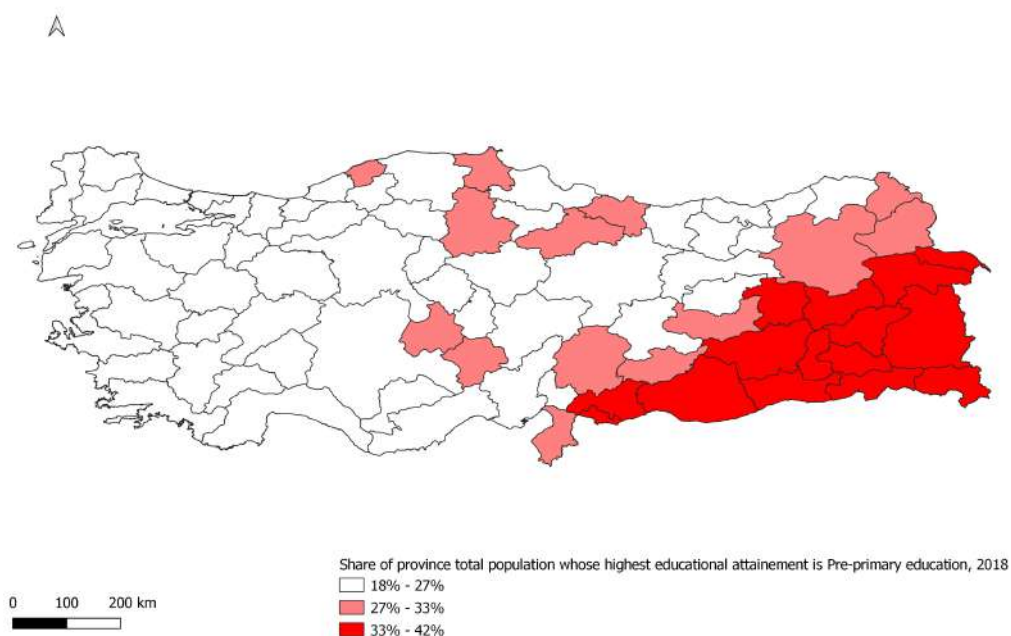 Share of province total population whose highest educational attainement is Pre-primary education, 2018
18% - 27%
27% - 33%
33% - 42%
0 100 200 km